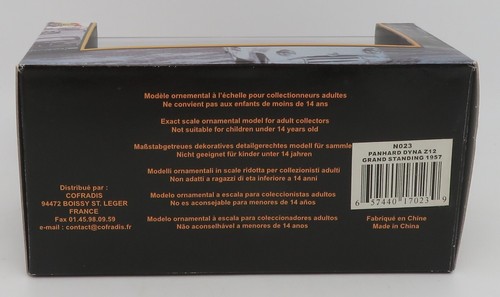 Modèle ornemental à l'échelle pour collectionneurs adultes
Ne convient pas aux enfants de moins de 14 ans
Exact scale ornamental model for adult collectors
Not suitable for children under 14 years old
Maßstabgetreues dekoratives detailgerechtes modell für sammle
Nicht geeignet für kinder unter 14 jahren
Modelli ornamentali in scale ridotta per collezionisti adulti
Non adatti a ragazzi di eta inferiore a 14 anni
Modelo ornamental a escala para coleccionistas adultos
No es aconsejable para menores de 14 años
Modelo ornamental à escala para coleccionadores adultos
Não aconselhável a menores de 14 anos
Distribué par :
COFRADIS
94472 BOISSY ST. LEGER
FRANCE
Fax 01.45.98.09.59
e-mail : contact@cofradis.fr
N023
PANHARD DYNA Z12
GRAND STANDING 1957
6 57440 17023 9
Fabriqué en Chine
Made in China